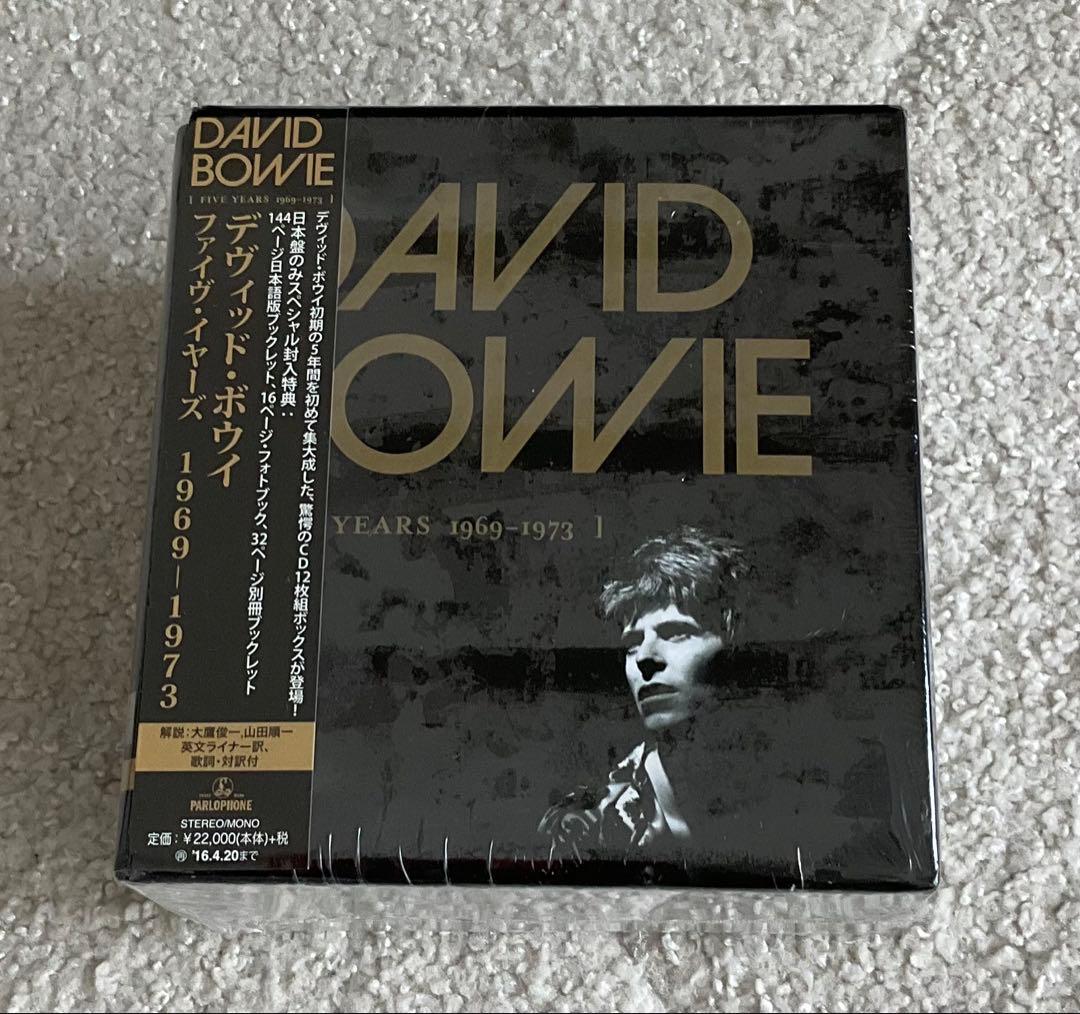 DAVID
BOWIE
[ FIVE YEARS 1969–1973 ]
デヴィッド・ボウイ
ファイヴ・イヤーズ 1969–1973
デヴィッド・ボウイ初期の5年間を初めて集大成した、驚愕のCD12枚組ボックスが登場!
日本盤のみスペシャル封入特典:
144ページ日本語版ブックレット、16ページ・フォトブック、32ページ別冊ブックレット
解説:大鷹俊一,山田順一
英文ライナー訳、
歌詞・対訳付
PARLOPHONE
STEREO/MONO
定価:¥22,000(本体)+税
再 '16.4.20まで
DAVID
OWIE
YEARS 1969–1973 ]